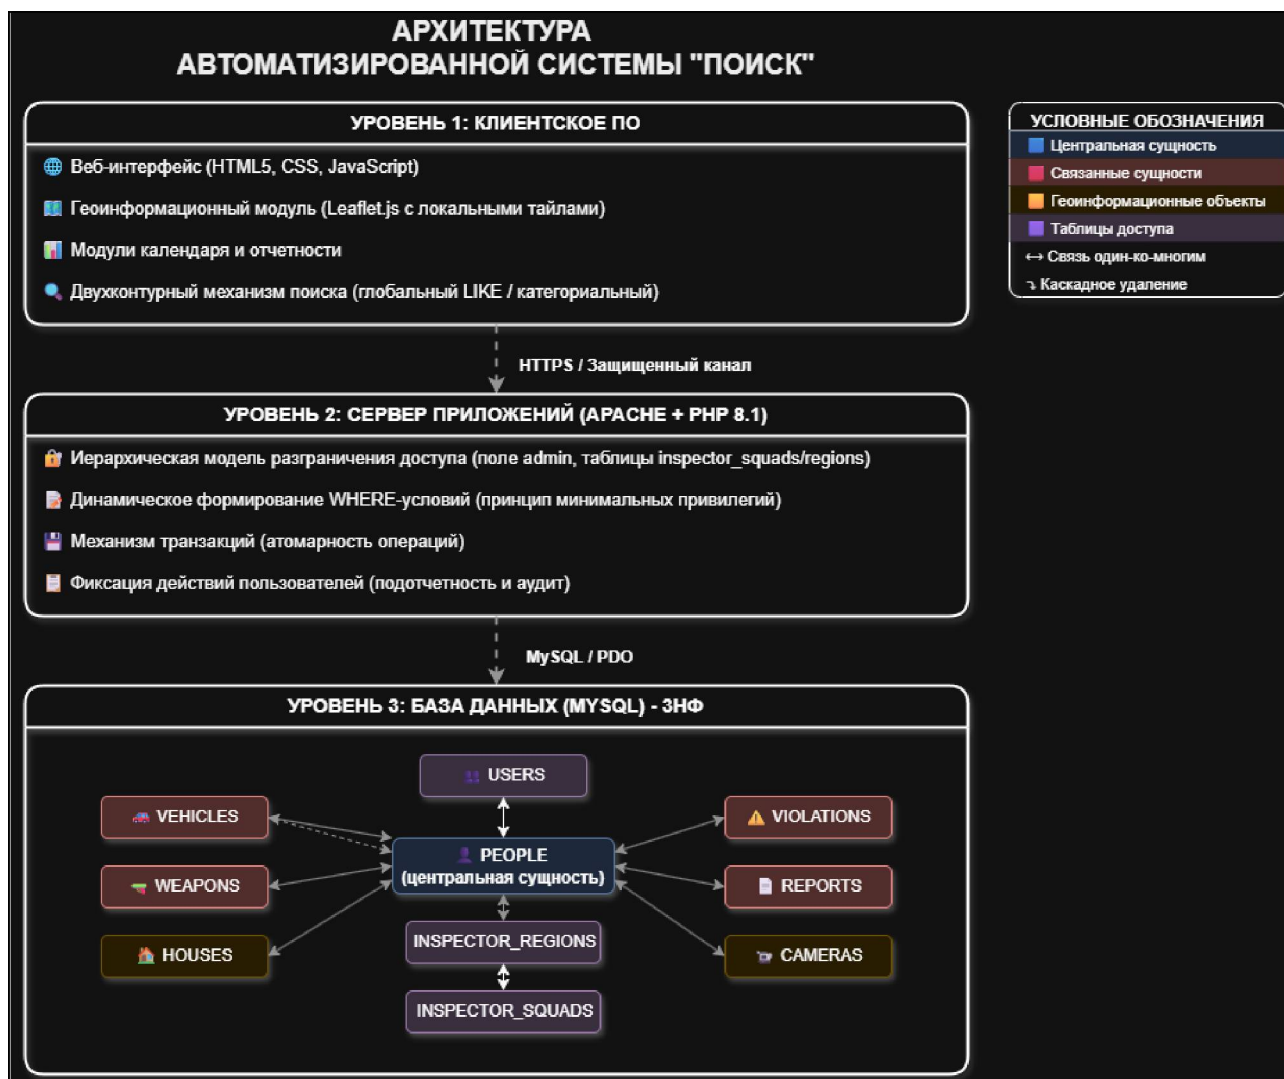 АРХИТЕКТУРА
АВТОМАТИЗИРОВАННОЙ СИСТЕМЫ "ПОИСК"
УРОВЕНЬ 1: КЛИЕНТСКОЕ ПО
Веб-интерфейс (HTML5, CSS, JavaScript)
Геоинформационный модуль (Leaflet.js с локальными тайлами)
Модули календаря и отчетности
Двухконтурный механизм поиска (глобальный LIKE / категориальный)
УСЛОВНЫЕ ОБОЗНАЧЕНИЯ
Центральная сущность
Связанные сущности
Геоинформационные объекты
Таблицы доступа
↔ Связь один-ко-многим
⤵ Каскадное удаление
HTTPS / Защищенный канал
УРОВЕНЬ 2: СЕРВЕР ПРИЛОЖЕНИЙ (APACHE + PHP 8.1)
Иерархическая модель разграничения доступа (поле admin, таблицы inspector_squads/regions)
Динамическое формирование WHERE-условий (принцип минимальных привилегий)
Механизм транзакций (атомарность операций)
Фиксация действий пользователей (подотчетность и аудит)
MySQL / PDO
УРОВЕНЬ 3: БАЗА ДАННЫХ (MYSQL) - 3НФ
USERS
VEHICLES
VIOLATIONS
PEOPLE
(центральная сущность)
WEAPONS
REPORTS
INSPECTOR_REGIONS
HOUSES
CAMERAS
INSPECTOR_SQUADS